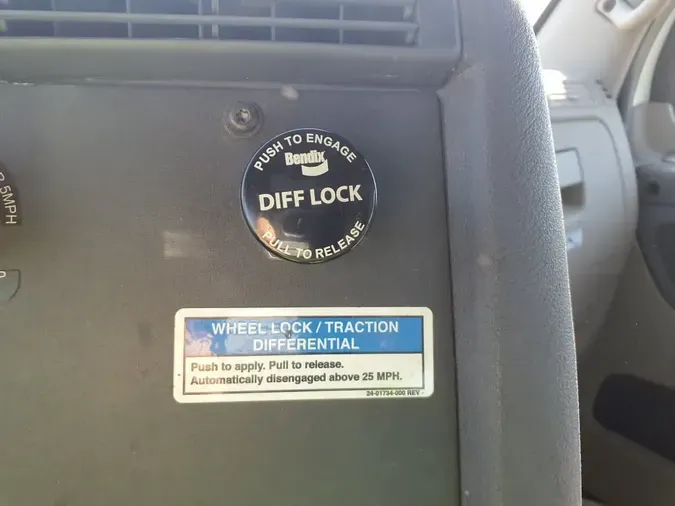 PUSH TO ENGAGE
Bendix
DIFF LOCK
PULL TO RELEASE
5MPH
WHEEL LOCK / TRACTION
DIFFERENTIAL
Push to apply. Pull to release.
Automatically disengaged above 25 MPH.
24-01734-000 REV -